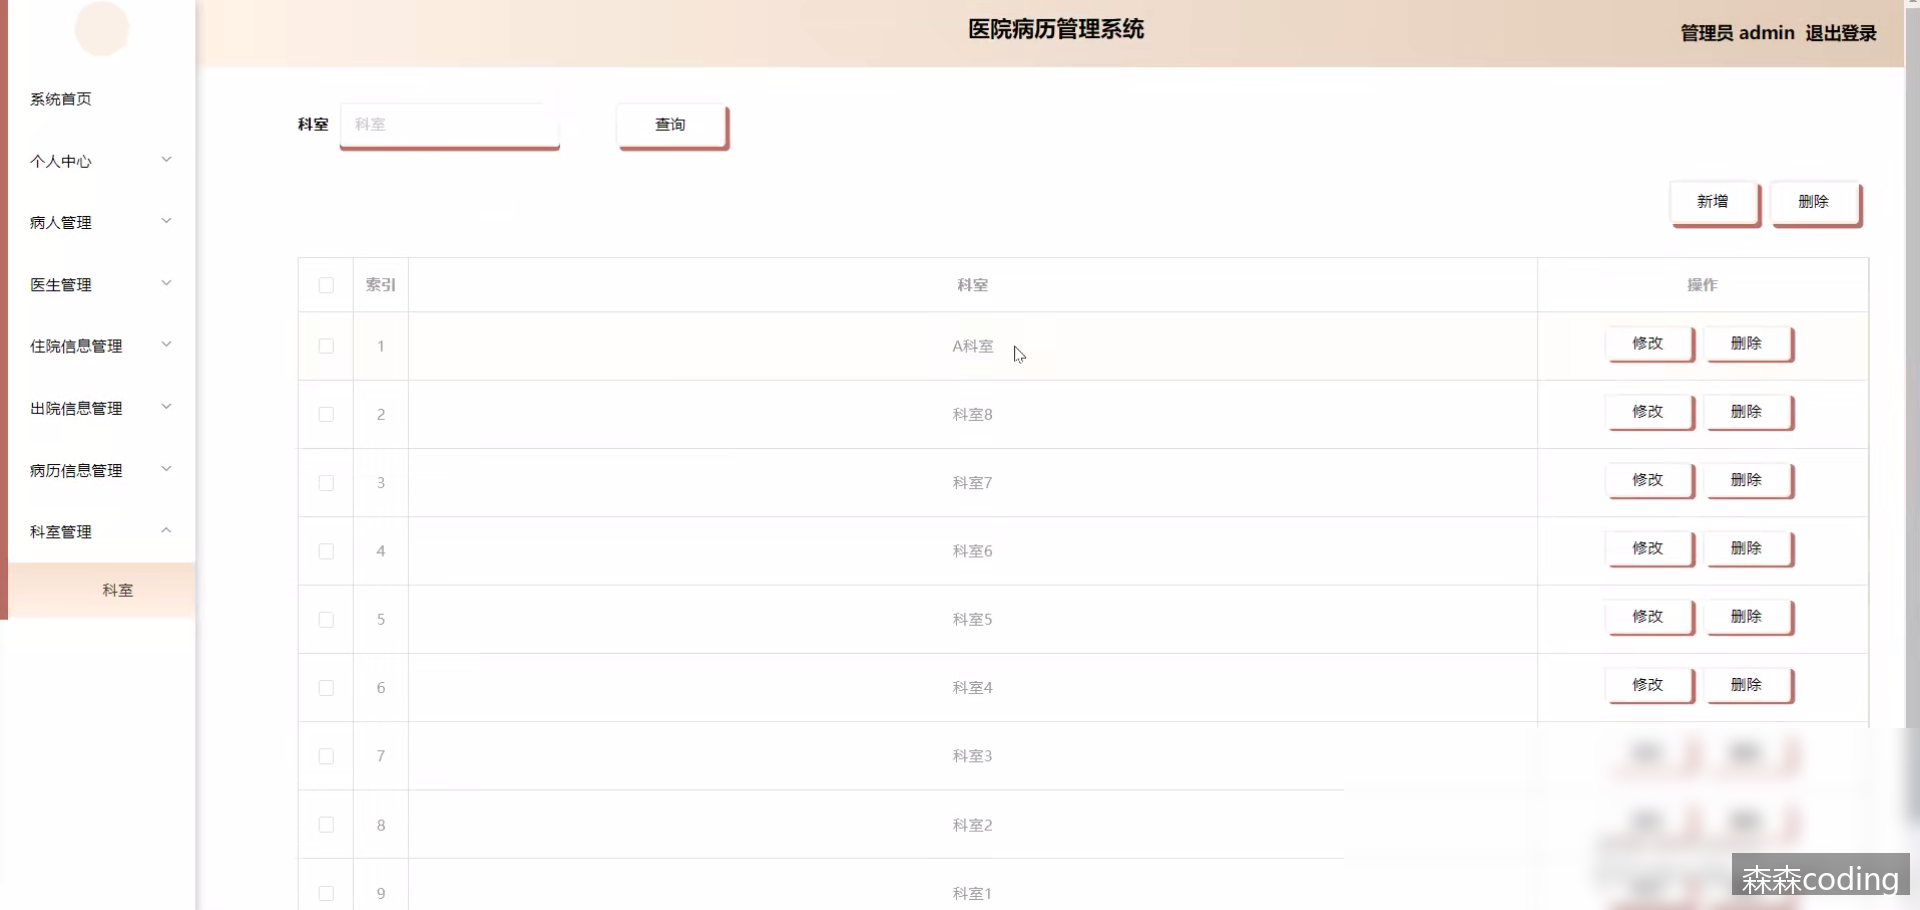 医院病历管理系统
管理员 admin 退出登录
系统首页
个人中心
病人管理
医生管理
住院信息管理
出院信息管理
病历信息管理
科室管理
科室
科室 科室 查询
新增 删除
索引 科室 操作
1 A科室 修改 删除
2 科室8 修改 删除
3 科室7 修改 删除
4 科室6 修改 删除
5 科室5 修改 删除
6 科室4 修改 删除
7 科室3
8 科室2
9 科室1
森森coding